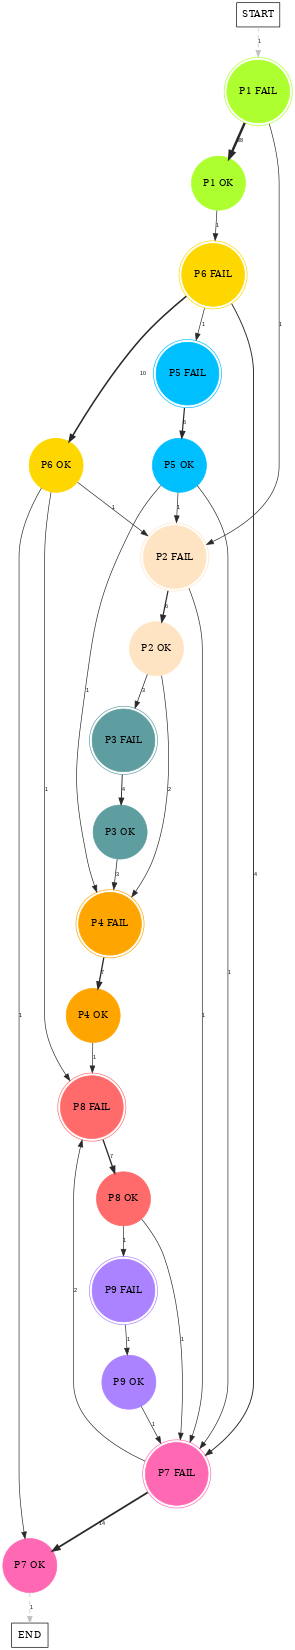 START
1
P1 FAIL
P1 OK
1
P6 FAIL
1
1
10
P5 FAIL
6
P6 OK
P5 OK
1
1
P2 FAIL
6
P2 OK
3
2
1
1
P3 FAIL
4
P3 OK
3
4
P4 FAIL
7
1
P4 OK
1
1
1
P8 FAIL
7
P8 OK
1
P9 FAIL
2
1
1
P9 OK
1
P7 FAIL
14
P7 OK
1
END